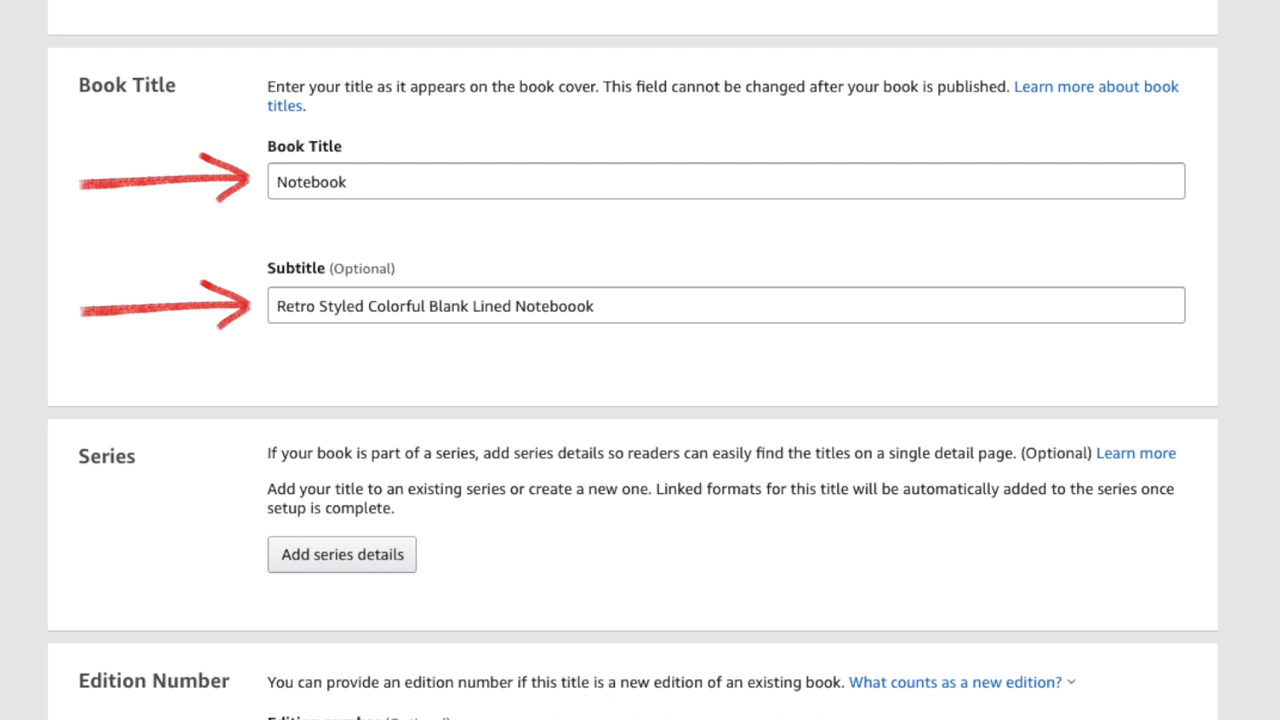 Book Title
Enter your title as it appears on the book cover. This field cannot be changed after your book is published. Learn more about book
titles.
Book Title
Notebook
Subtitle (Optional)
Retro Styled Colorful Blank Lined Noteboook
Series
If your book is part of a series, add series details so readers can easily find the titles on a single detail page. (Optional) Learn more
Add your title to an existing series or create a new one. Linked formats for this title will be automatically added to the series once
setup is complete.
Add series details
Edition Number
You can provide an edition number if this title is a new edition of an existing book. What counts as a new edition?
Edition number (Optional)